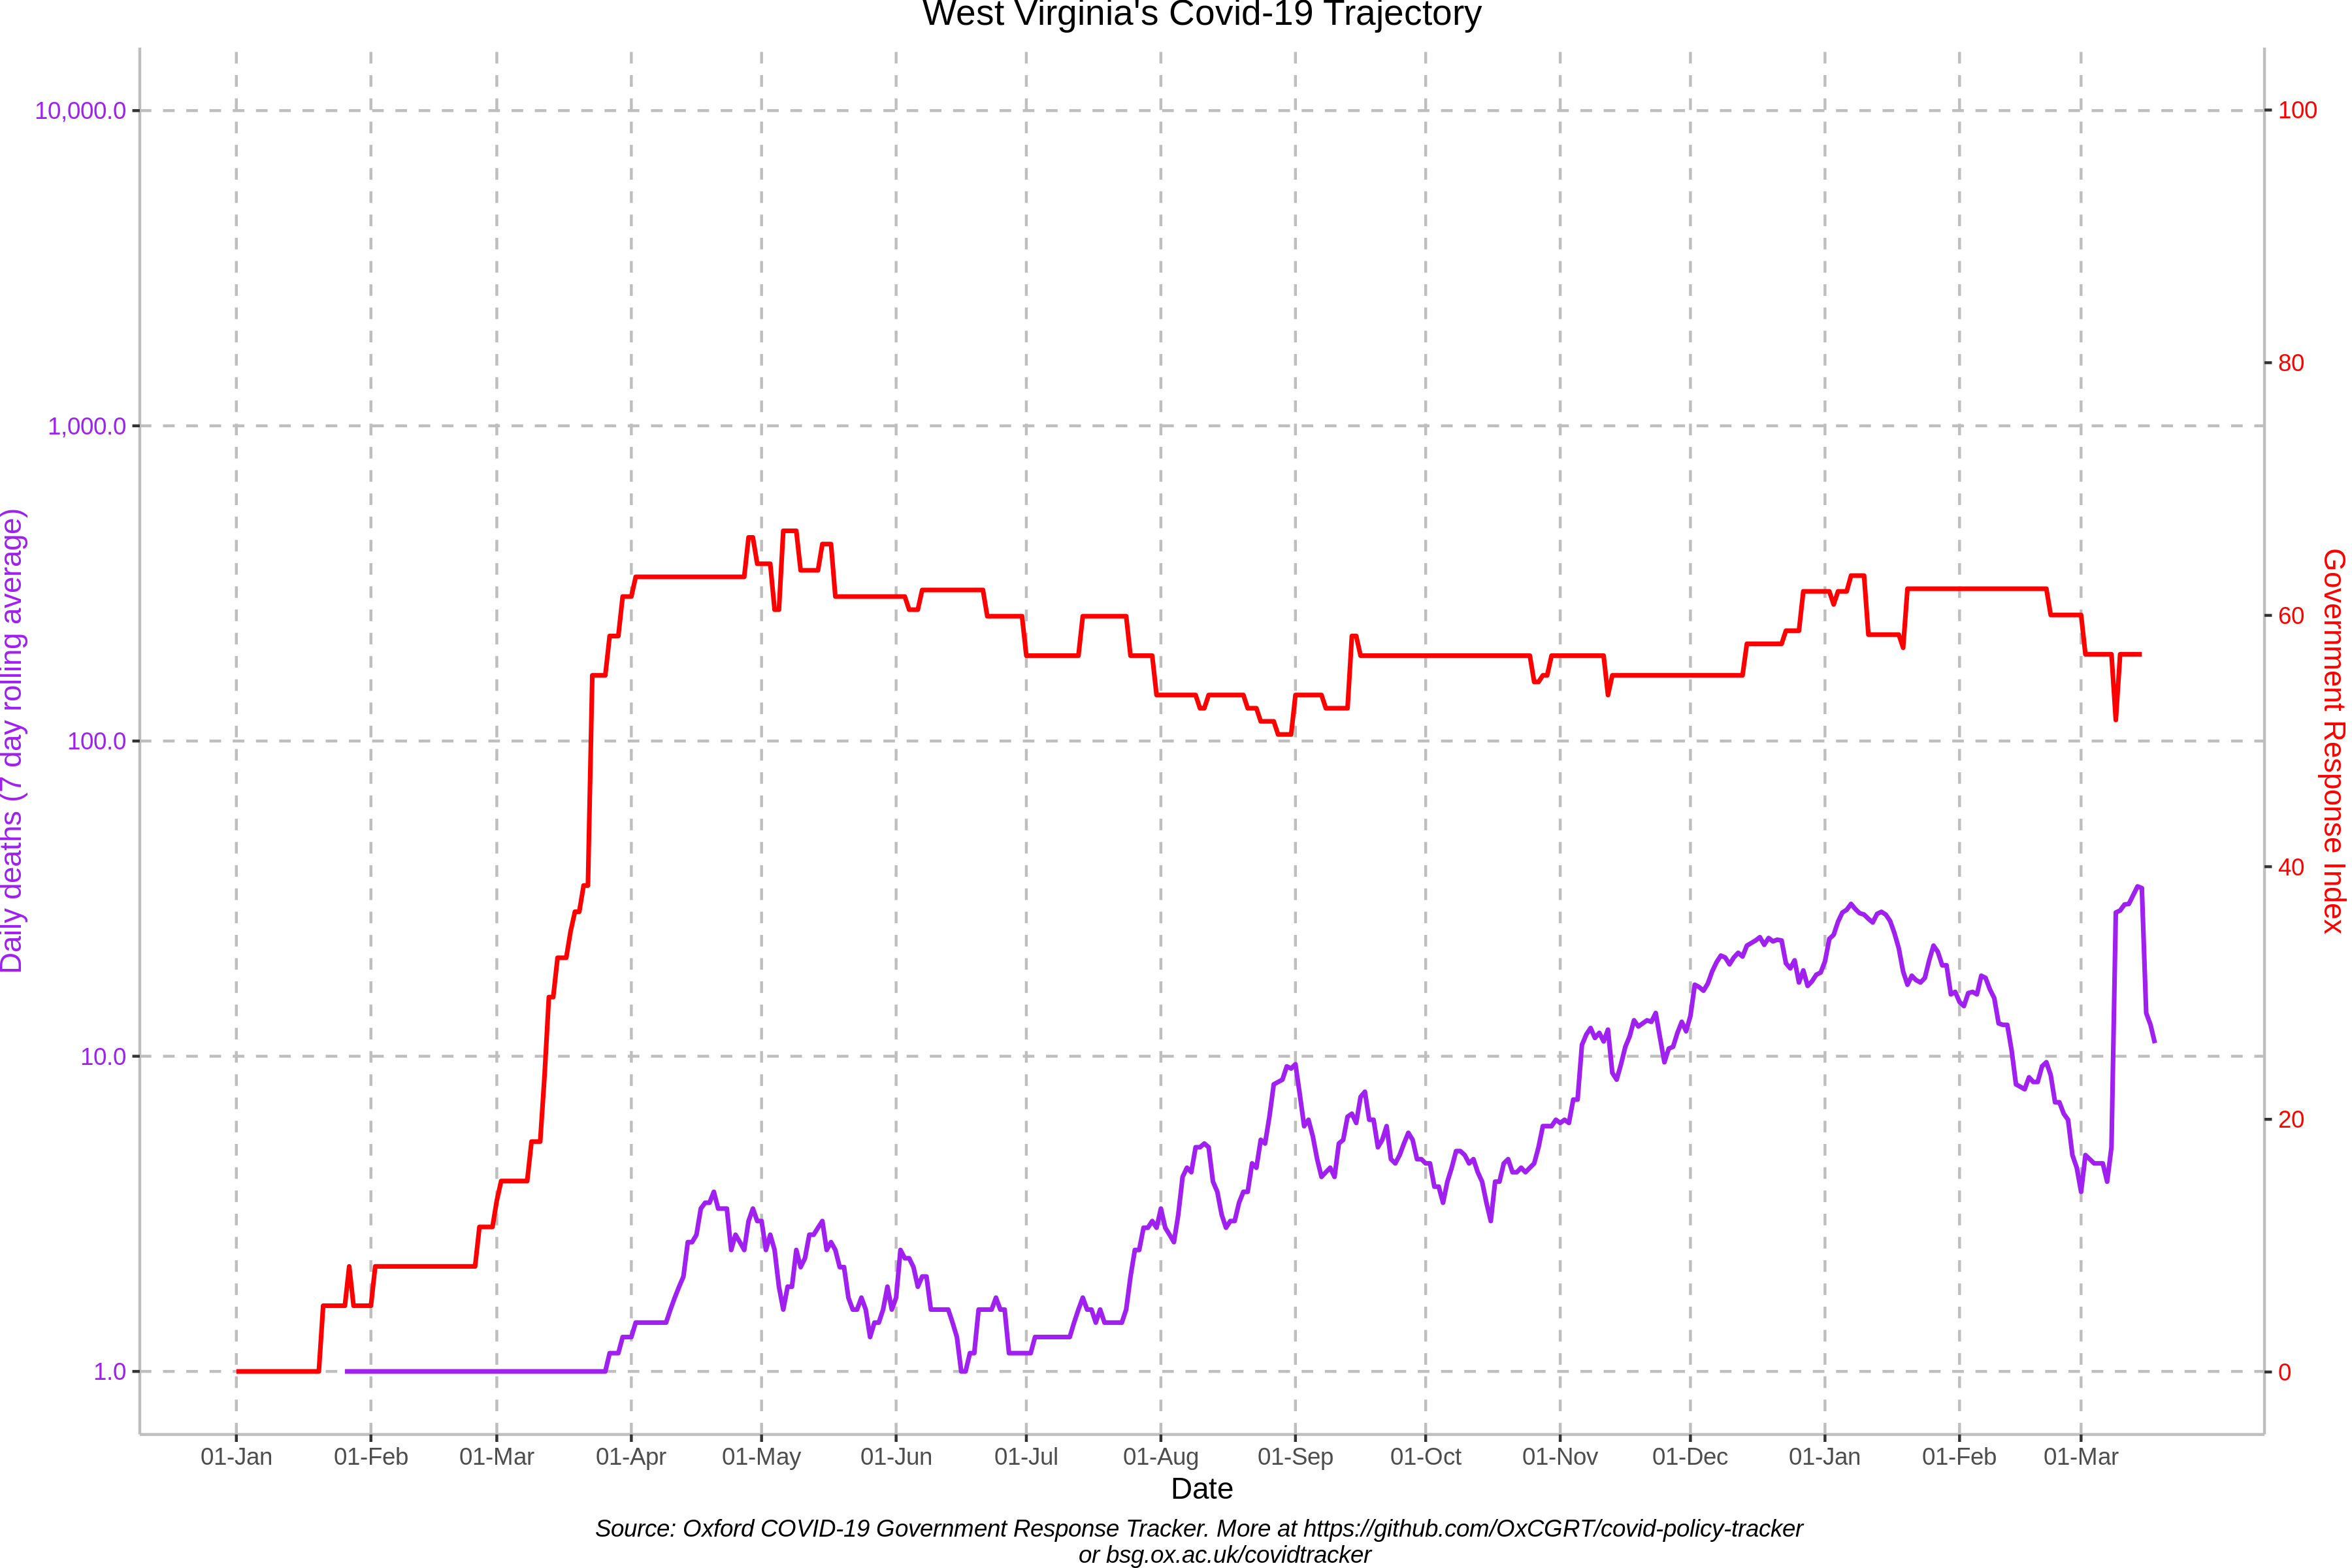 West Virginia's Covid-19 Trajectory
10,000.0
1,000.0
100.0
10.0
1.0
Daily deaths (7 day rolling average)
100
80
60
40
20
0
Government Response Index
01-Jan 01-Feb 01-Mar 01-Apr 01-May 01-Jun 01-Jul 01-Aug 01-Sep 01-Oct 01-Nov 01-Dec 01-Jan 01-Feb 01-Mar
Date
Source: Oxford COVID-19 Government Response Tracker. More at https://github.com/OxCGRT/covid-policy-tracker
or bsg.ox.ac.uk/covidtracker